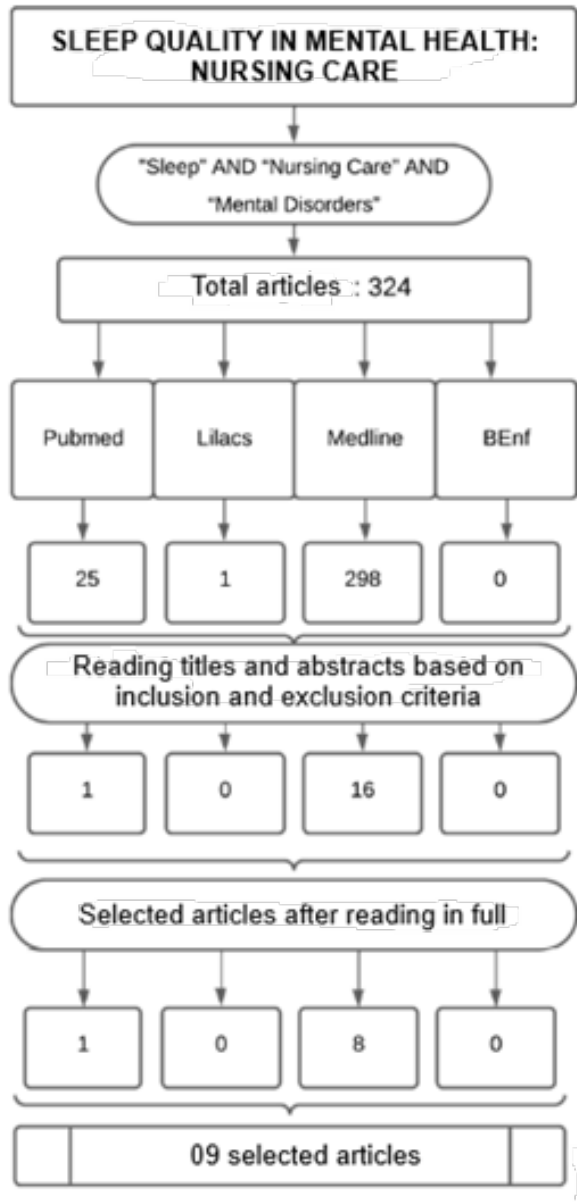 SLEEP QUALITY IN MENTAL HEALTH:
NURSING CARE
"Sleep" AND "Nursing Care" AND
"Mental Disorders"
Total articles : 324
Pubmed Lilacs Medline BEnf
25 1 298 0
Reading titles and abstracts based on
inclusion and exclusion criteria
1 0 16 0
Selected articles after reading in full
1 0 8 0
09 selected articles